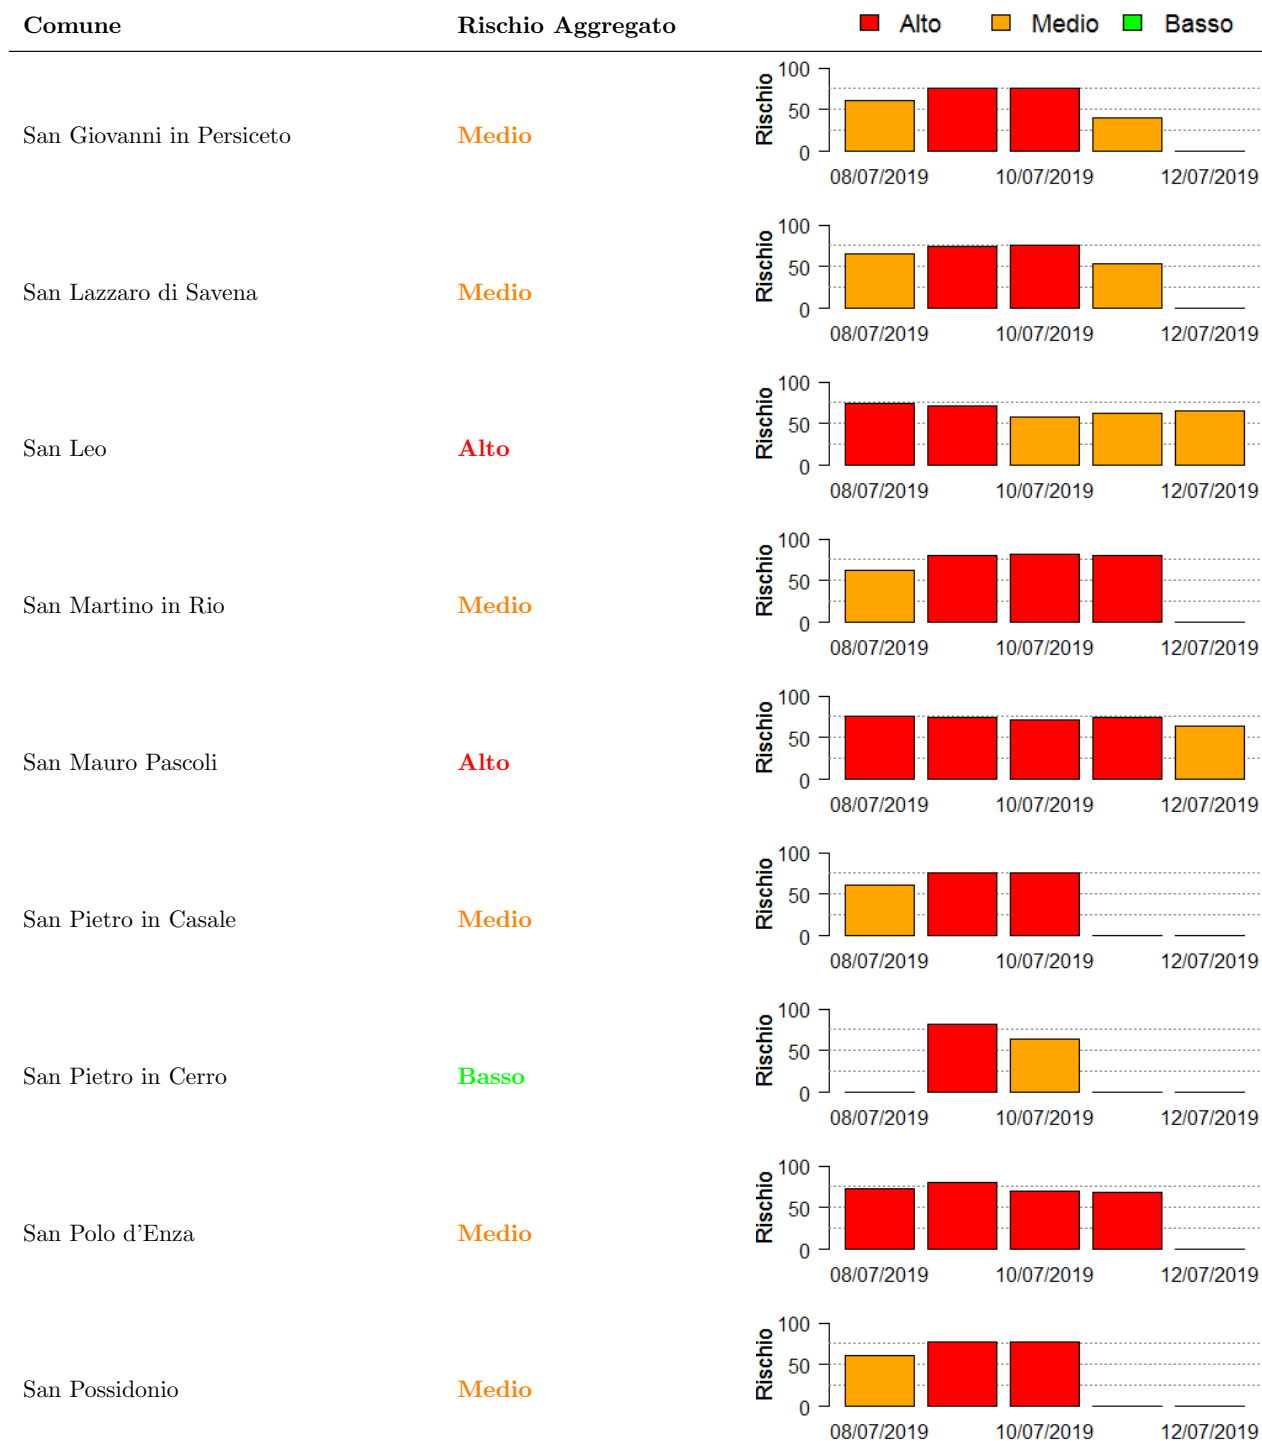 Comune Rischio Aggregato Alto Medio Basso
San Giovanni in Persiceto Medio Rischio 100 50 0
08/07/2019 10/07/2019 12/07/2019
San Lazzaro di Savena Medio Rischio 100 50 0
08/07/2019 10/07/2019 12/07/2019
San Leo Alto Rischio 100 50 0
08/07/2019 10/07/2019 12/07/2019
San Martino in Rio Medio Rischio 100 50 0
08/07/2019 10/07/2019 12/07/2019
San Mauro Pascoli Alto Rischio 100 50 0
08/07/2019 10/07/2019 12/07/2019
San Pietro in Casale Medio Rischio 100 50 0
08/07/2019 10/07/2019 12/07/2019
San Pietro in Cerro Basso Rischio 100 50 0
08/07/2019 10/07/2019 12/07/2019
San Polo d'Enza Medio Rischio 100 50 0
08/07/2019 10/07/2019 12/07/2019
San Possidonio Medio Rischio 100 50 0
08/07/2019 10/07/2019 12/07/2019